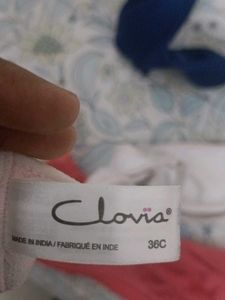 Clovia®
MADE IN INDIA / FABRIQUÉ EN INDE
36C